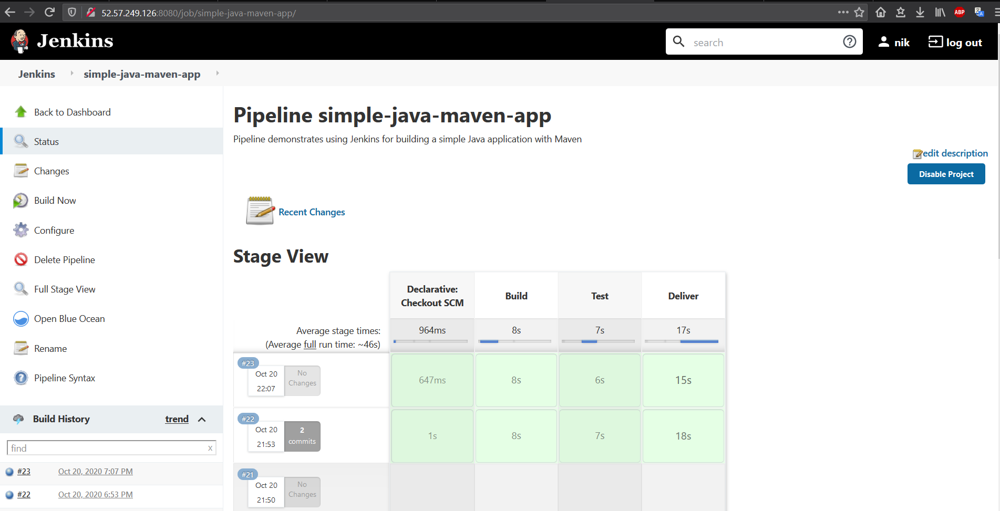 52.57.249.126:8080/job/simple-java-maven-app/
ABP
Jenkins
search
nik
log out
Jenkins
simple-java-maven-app
Back to Dashboard
Status
Changes
Build Now
Configure
Delete Pipeline
Full Stage View
Open Blue Ocean
Rename
Pipeline Syntax
Build History
trend
find
x
#23 Oct 20, 2020 7:07 PM
#22 Oct 20, 2020 6:53 PM
Pipeline simple-java-maven-app
Pipeline demonstrates using Jenkins for building a simple Java application with Maven
edit description
Disable Project
Recent Changes
Stage View
Declarative:
Checkout SCM
Build
Test
Deliver
Average stage times:
(Average full run time: ~46s)
964ms
8s
7s
17s
#23
Oct 20
22:07
No
Changes
647ms
8s
6s
15s
#22
Oct 20
21:53
2
commits
1s
8s
7s
18s
#21
Oct 20
21:50
No
Changes